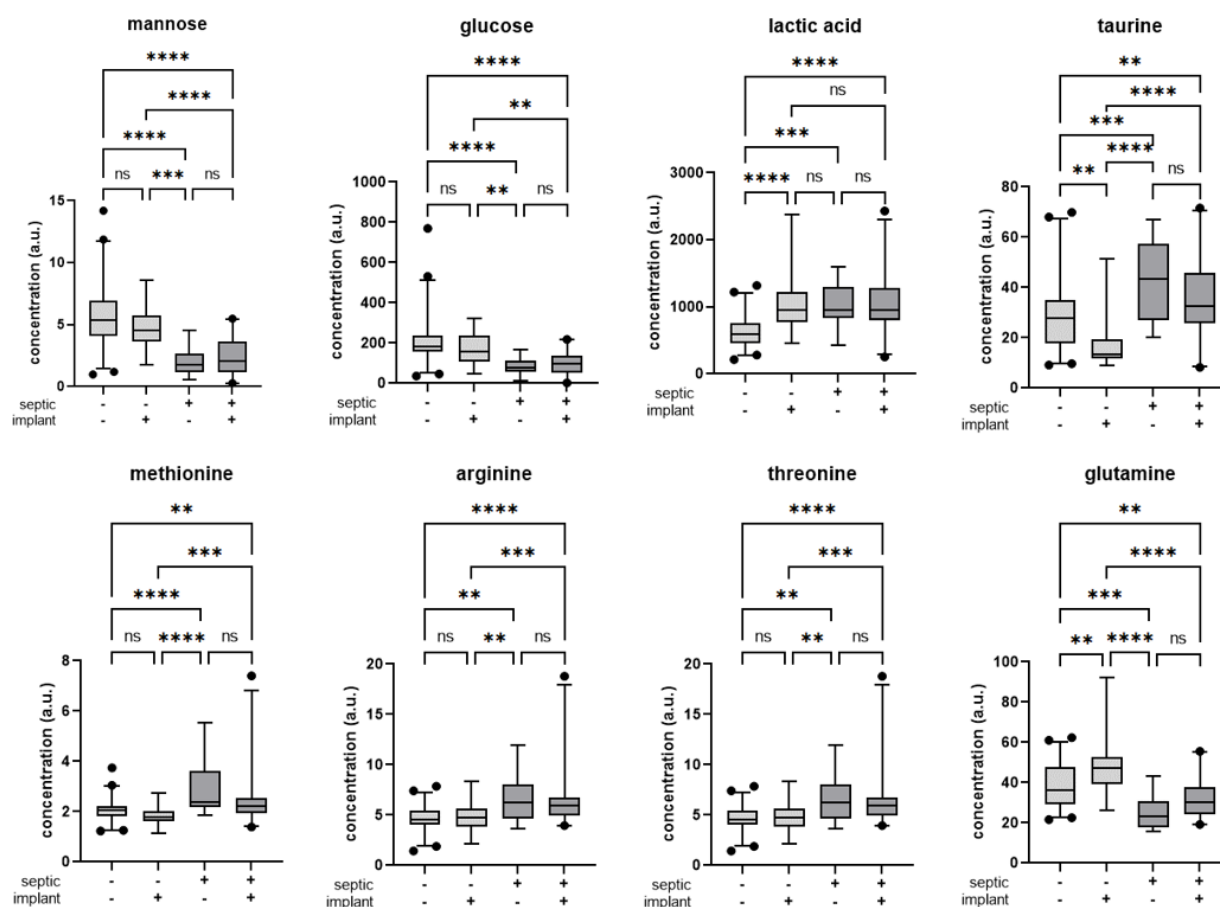 mannose
****
****
****
ns *** ns
15
10
5
0
concentration (a.u.)
septic - - + +
implant - + - +
glucose
****
**
****
ns ** ns
1000
800
600
400
200
0
concentration (a.u.)
septic - - + +
implant - + - +
lactic acid
****
ns
***
**** ns ns
3000
2000
1000
0
concentration (a.u.)
septic - - + +
implant - + - +
taurine
**
****
***
****
** ns
80
60
40
20
0
concentration (a.u.)
septic - - + +
implant - + - +
methionine
**
***
****
ns **** ns
8
6
4
2
0
concentration (a.u.)
septic - - + +
implant - + - +
arginine
****
***
**
ns ** ns
20
15
10
5
0
concentration (a.u.)
septic - - + +
implant - + - +
threonine
****
***
**
ns ** ns
20
15
10
5
0
concentration (a.u.)
septic - - + +
implant - + - +
glutamine
**
****
***
** **** ns
100
80
60
40
20
0
concentration (a.u.)
septic - - + +
implant - + - +